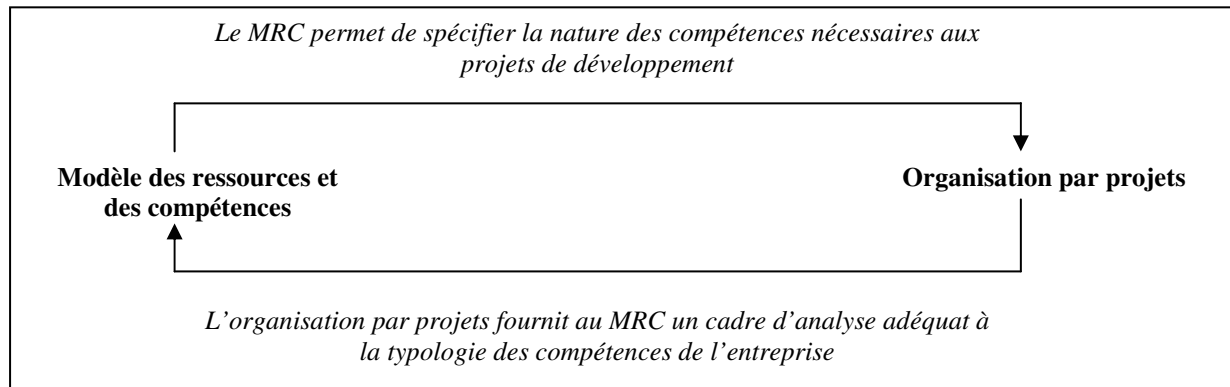 Le MRC permet de spécifier la nature des compétences nécessaires aux
projets de développement
Modèle des ressources et
des compétences
Organisation par projets
L'organisation par projets fournit au MRC un cadre d'analyse adéquat à
la typologie des compétences de l'entreprise